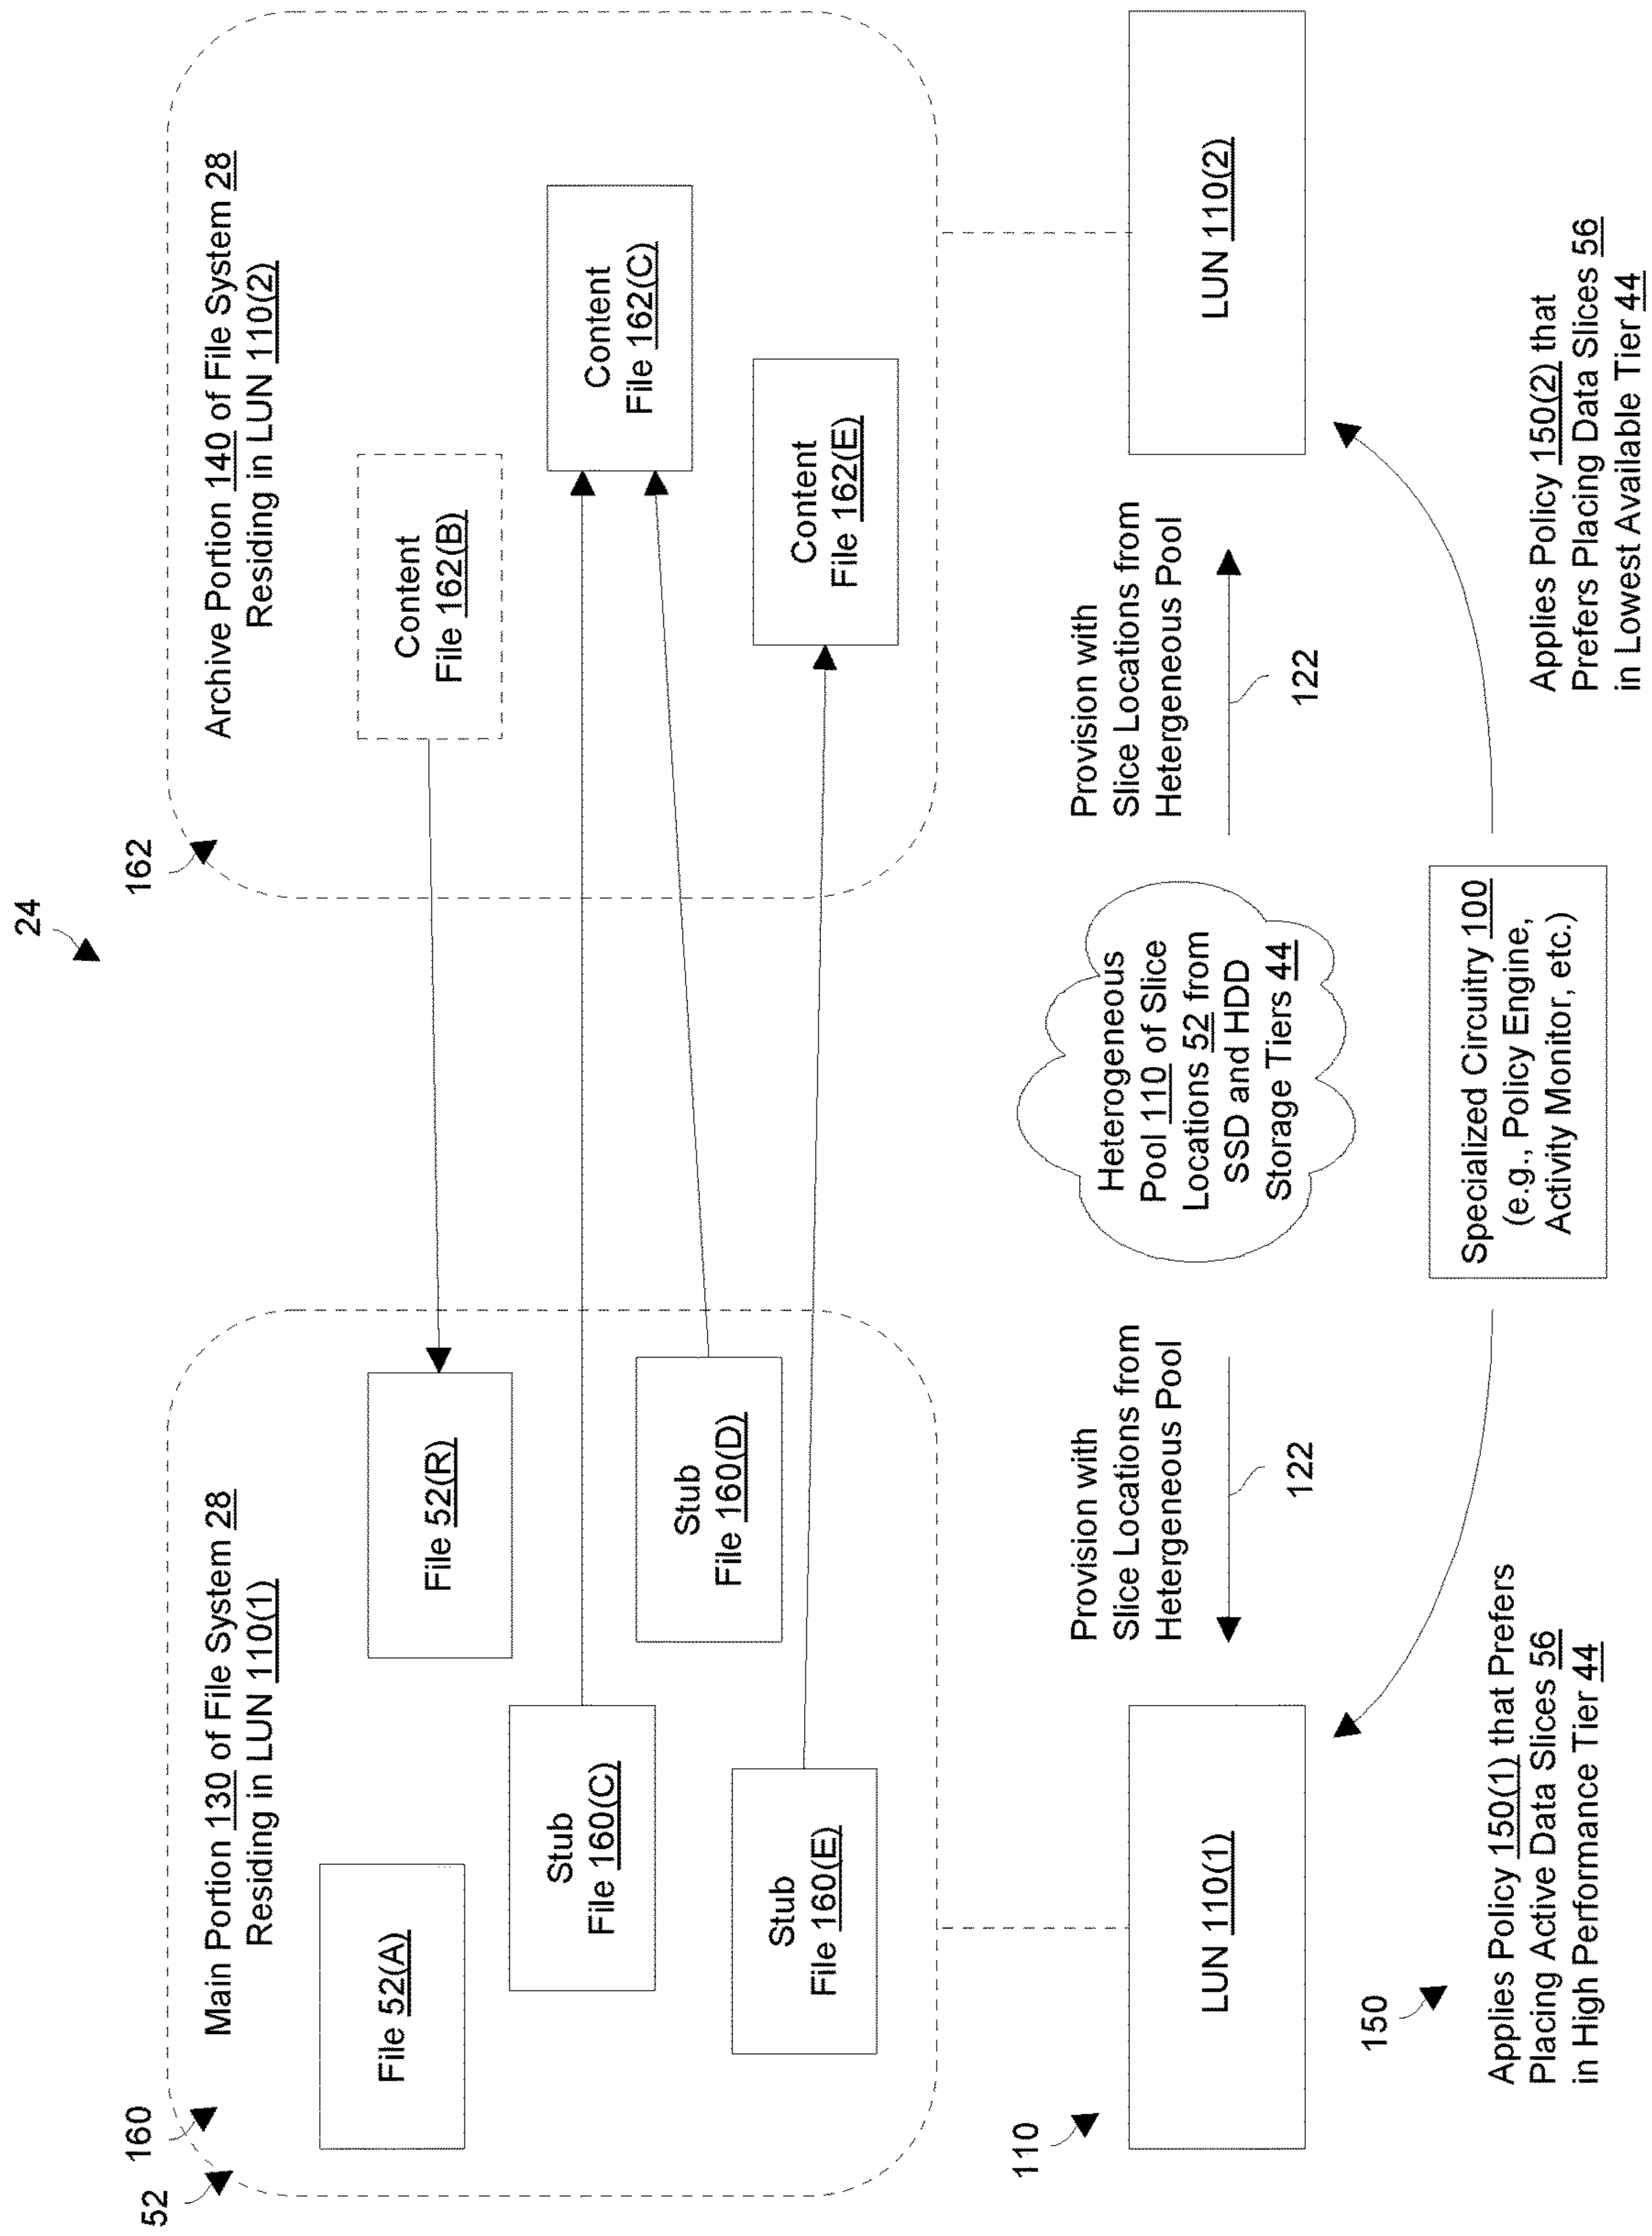 24
52
160
Main Portion 130 of File System 28
Residing in LUN 110(1)
File 52(A)
File 52(R)
Stub
File 160(C)
Stub
File 160(D)
Stub
File 160(E)
162
Archive Portion 140 of File System 28
Residing in LUN 110(2)
Content
File 162(B)
Content
File 162(C)
Content
File 162(E)
110
LUN 110(1)
Provision with
Slice Locations from
Hetergeneous Pool
122
Heterogeneous
Pool 110 of Slice
Locations 52 from
SSD and HDD
Storage Tiers 44
Provision with
Slice Locations from
Hetergeneous Pool
122
LUN 110(2)
150
Applies Policy 150(1) that Prefers
Placing Active Data Slices 56
in High Performance Tier 44
Specialized Circuitry 100
(e.g., Policy Engine,
Activity Monitor, etc.)
Applies Policy 150(2) that
Prefers Placing Data Slices 56
in Lowest Available Tier 44